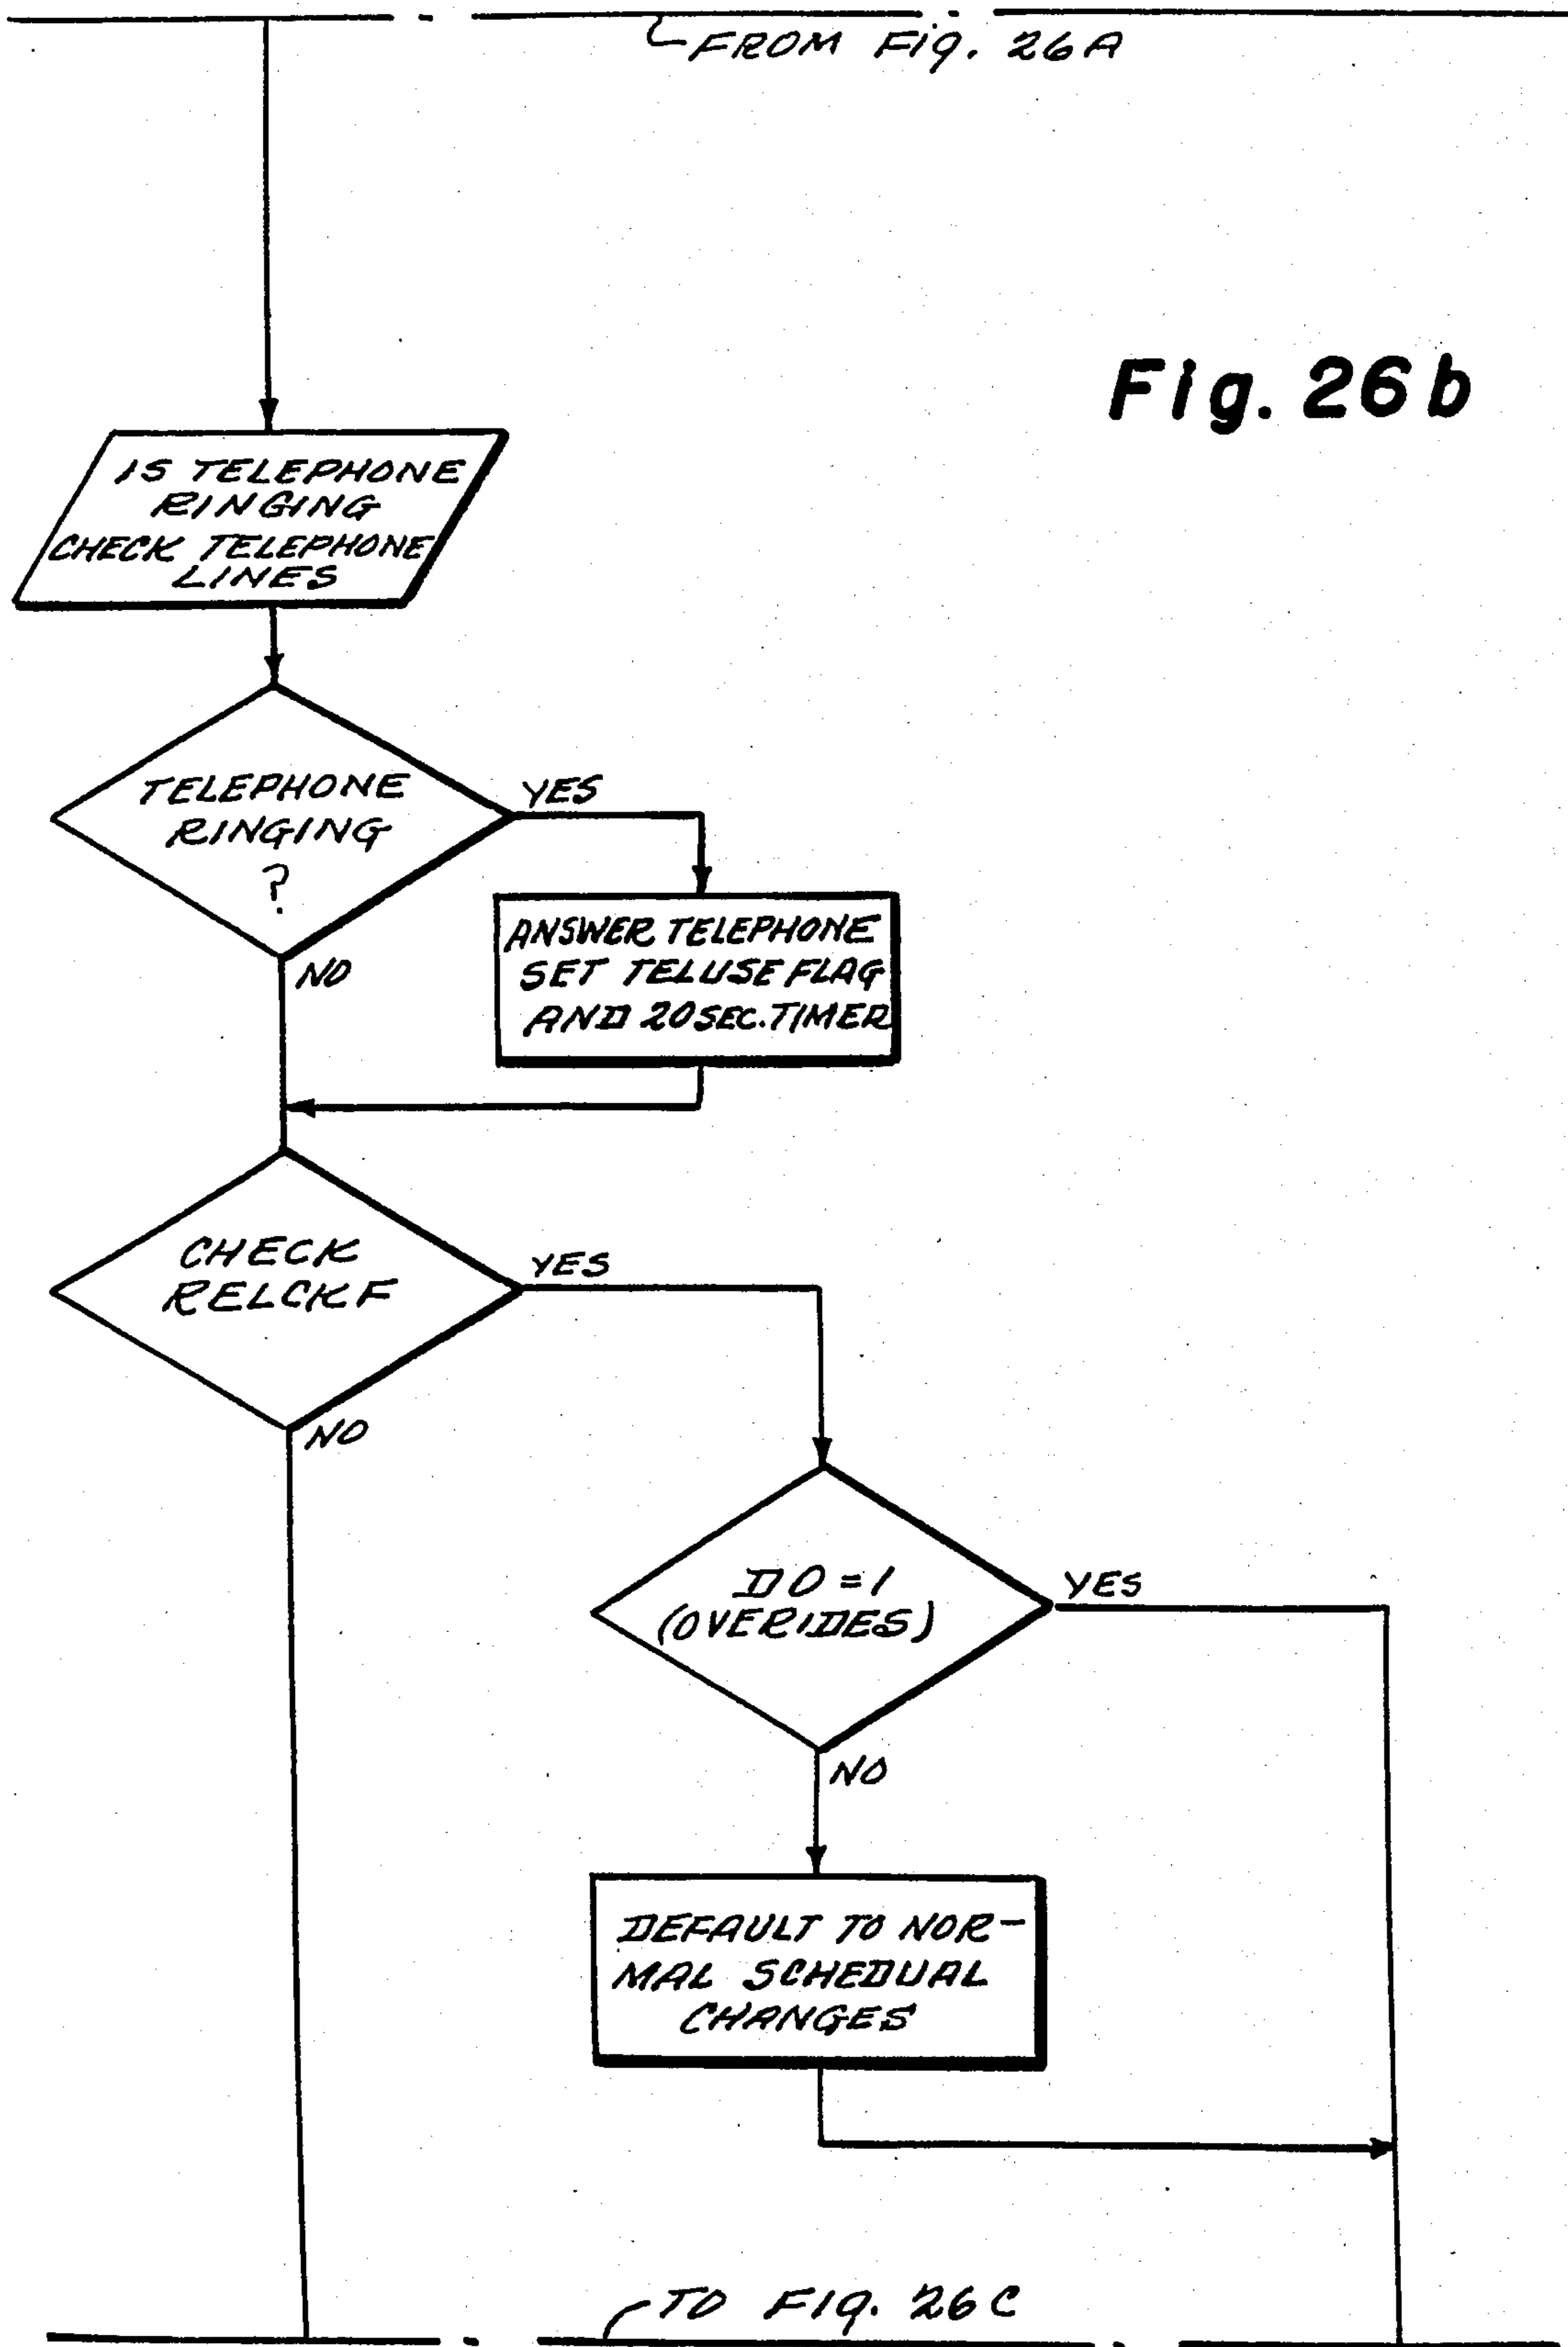 FROM Fig. 26A
Fig. 26b
IS TELEPHONE
RINGING
CHECK TELEPHONE
LINES
TELEPHONE
RINGING
?
YES
NO
ANSWER TELEPHONE
SET TELUSE FLAG
AND 20SEC. TIMER
CHECK
RELCKF
YES
NO
DO = 1
(OVERIDES)
YES
NO
DEFAULT TO NOR-
MAL SCHEDUAL
CHANGES
TO FIG. 26C